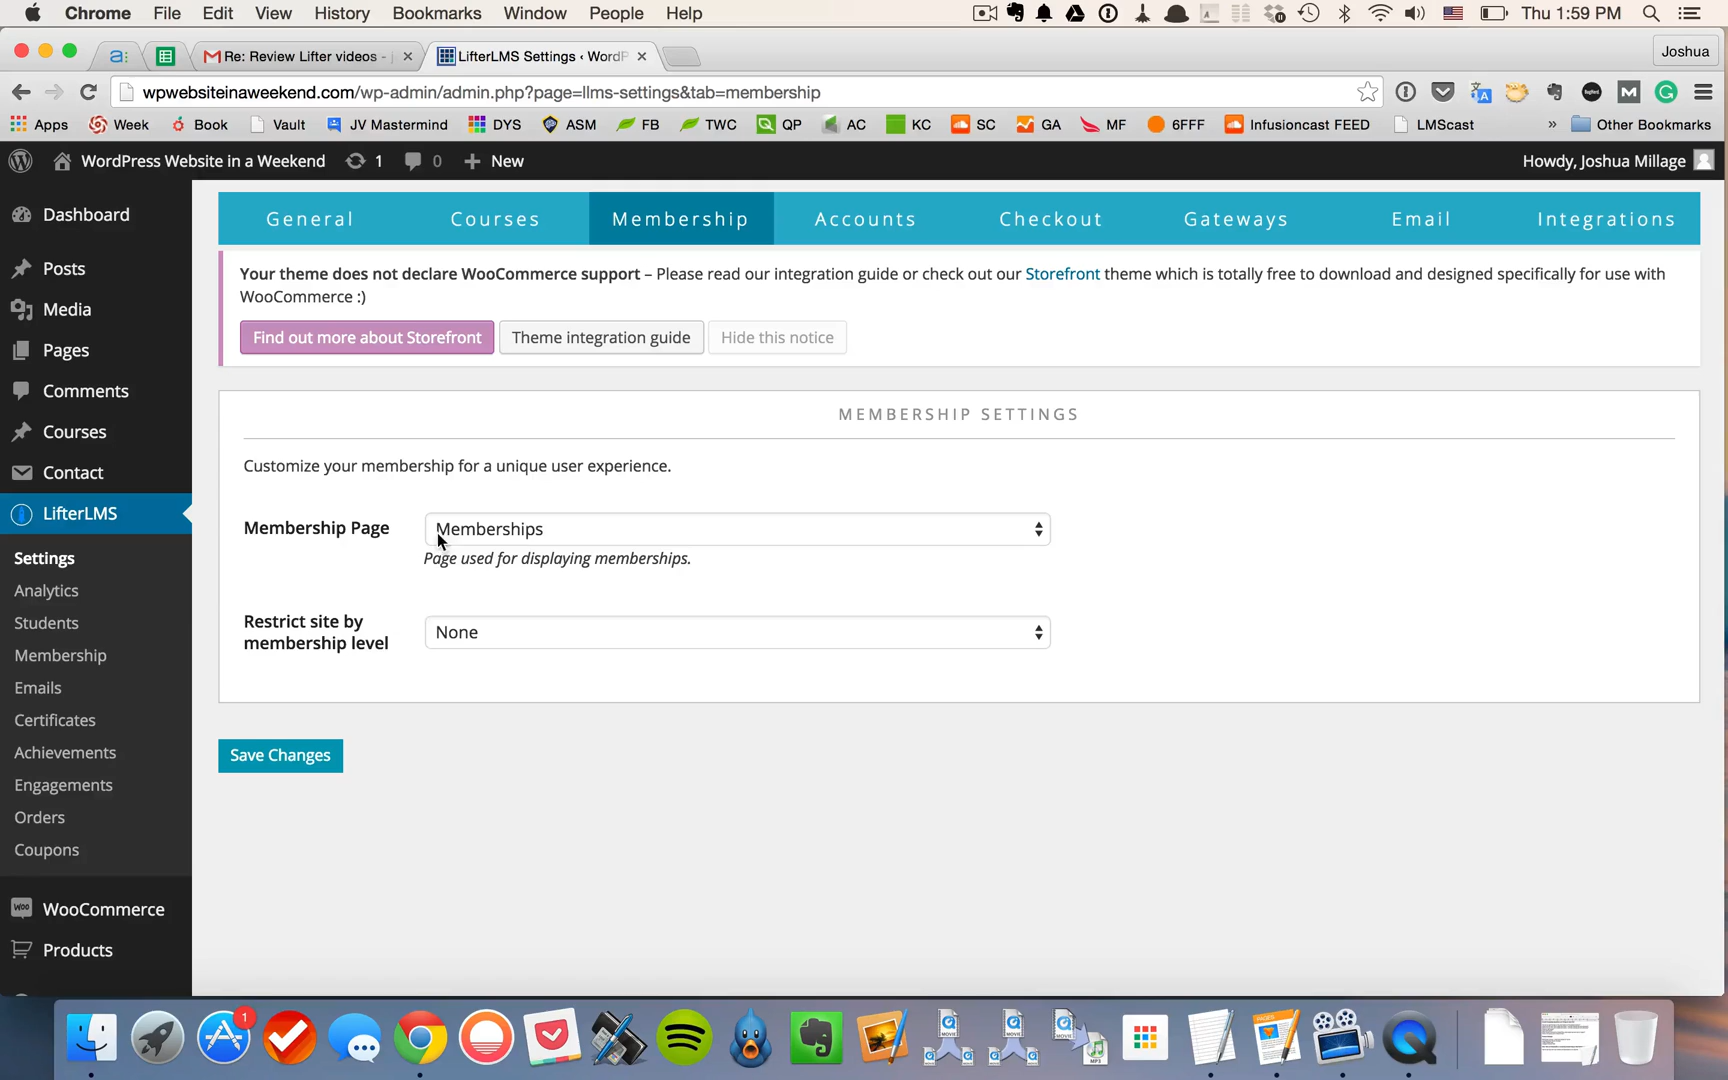 Chrome File Edit View History Bookmarks Window People Help Thu 1:59 PM
a: Re: Review Lifter videos - LifterLMS Settings ‹ WordP Joshua
wpwebsiteinaweekend.com/wp-admin/admin.php?page=llms-settings&tab=membership
Apps Week Book Vault JV Mastermind DYS ASM FB TWC QP AC KC SC GA MF 6FFF Infusioncast FEED LMScast » Other Bookmarks
WordPress Website in a Weekend 1 0 + New Howdy, Joshua Millage
Dashboard
Posts
Media
Pages
Comments
Courses
Contact
LifterLMS
Settings
Analytics
Students
Membership
Emails
Certificates
Achievements
Engagements
Orders
Coupons
WooCommerce
Products
General Courses Membership Accounts Checkout Gateways Email Integrations
Your theme does not declare WooCommerce support – Please read our integration guide or check out our Storefront theme which is totally free to download and designed specifically for use with
WooCommerce :)
Find out more about Storefront Theme integration guide Hide this notice
MEMBERSHIP SETTINGS
Customize your membership for a unique user experience.
Membership Page Memberships
Page used for displaying memberships.
Restrict site by
membership level None
Save Changes
1